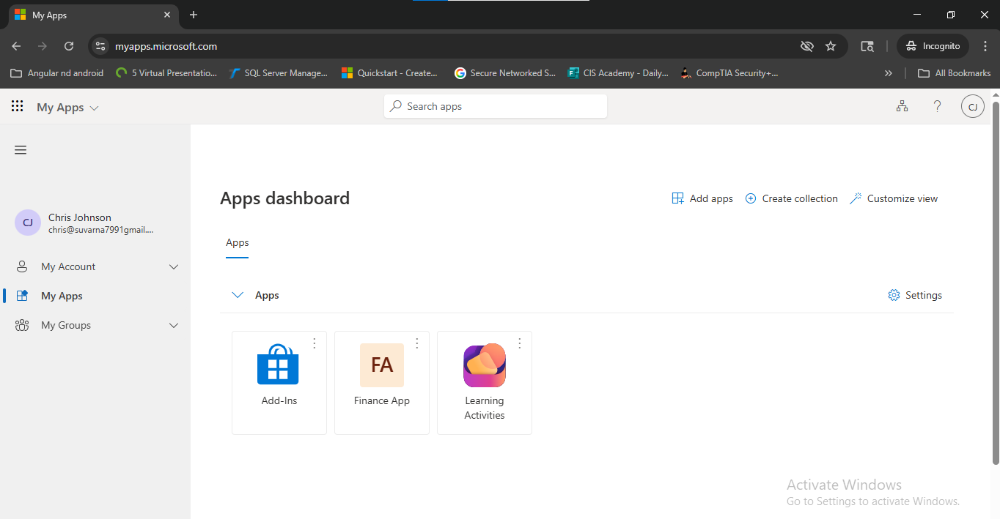 My Apps
myapps.microsoft.com
Incognito
Angular nd android
5 Virtual Presentatio...
SQL Server Manage...
Quickstart - Create...
Secure Networked S...
CIS Academy - Daily...
CompTIA Security+...
All Bookmarks
My Apps
Search apps
CJ
CJ
Chris Johnson
chris@suvarna7991gmail....
My Account
My Apps
My Groups
Apps dashboard
Add apps
Create collection
Customize view
Apps
Apps
Settings
Add-Ins
FA
Finance App
Learning
Activities
Activate Windows
Go to Settings to activate Windows.